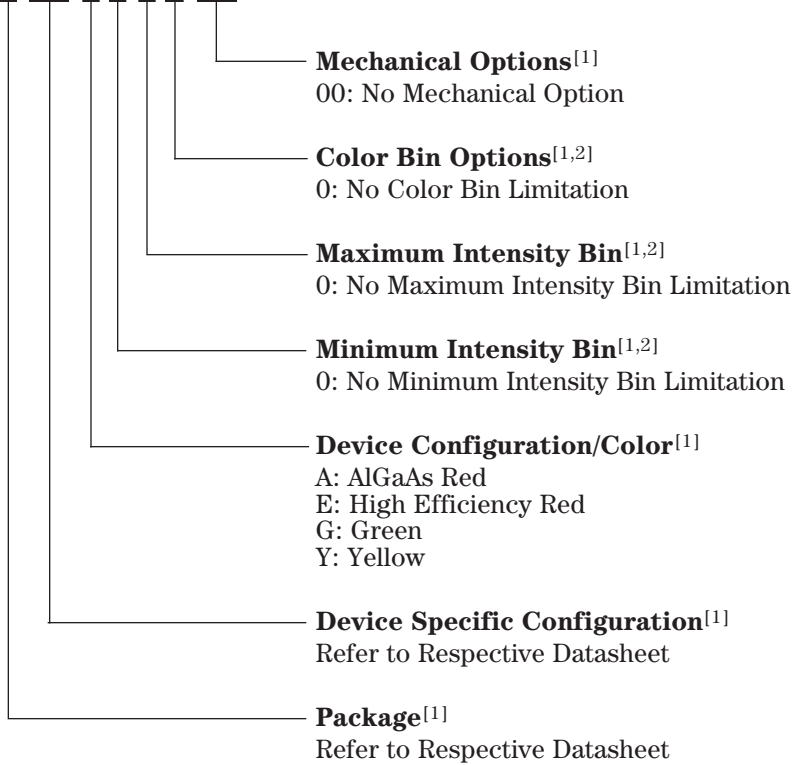 Mechanical Options[1]
00: No Mechanical Option
Color Bin Options[1,2]
0: No Color Bin Limitation
Maximum Intensity Bin[1,2]
0: No Maximum Intensity Bin Limitation
Minimum Intensity Bin[1,2]
0: No Minimum Intensity Bin Limitation
Device Configuration/Color[1]
A: AlGaAs Red
E: High Efficiency Red
G: Green
Y: Yellow
Device Specific Configuration[1]
Refer to Respective Datasheet
Package[1]
Refer to Respective Datasheet